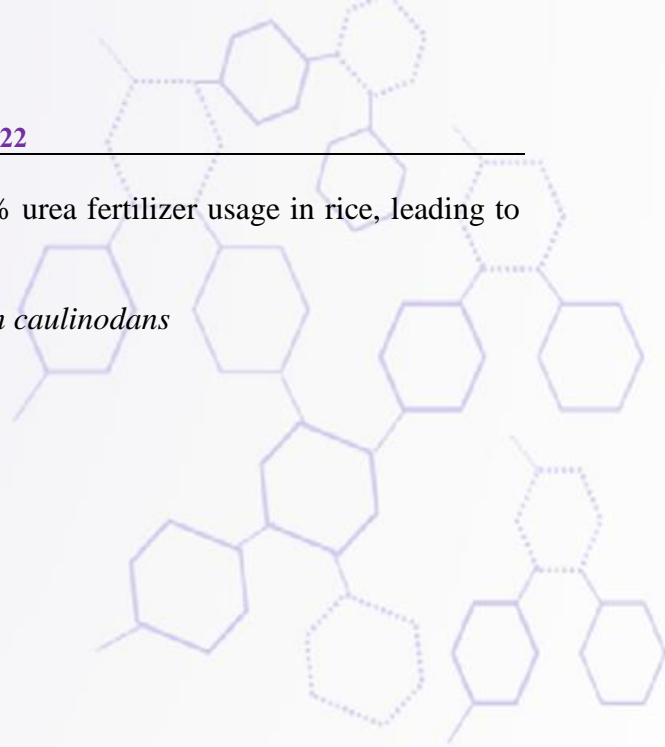 22
% urea fertilizer usage in rice, leading to
caulinodans